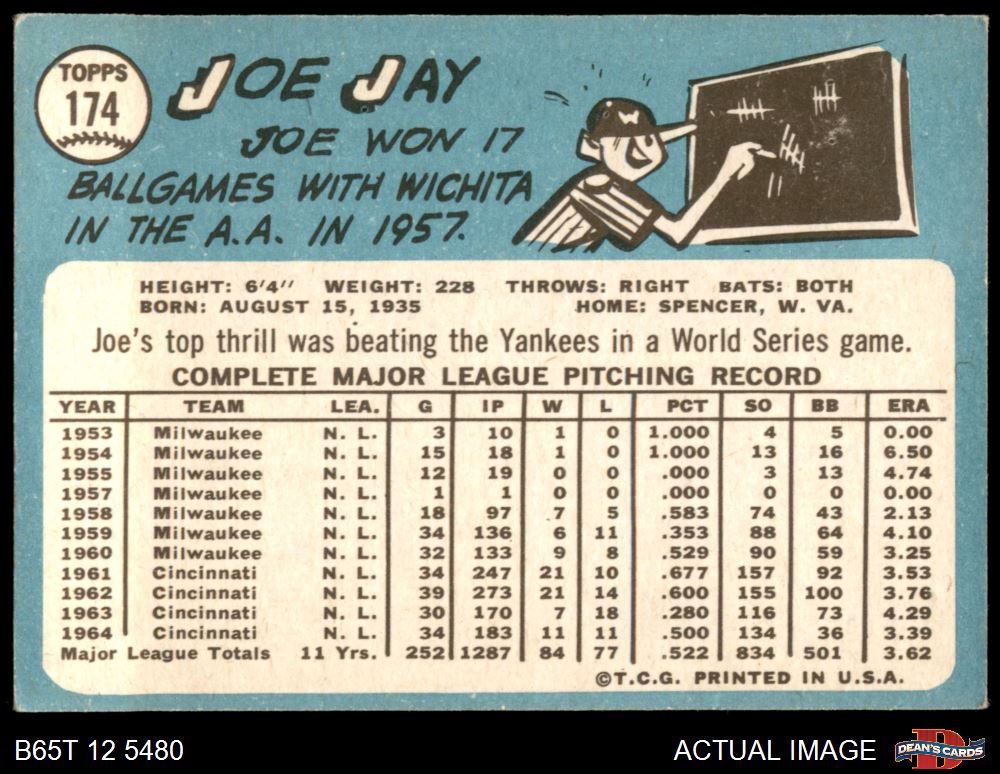 TOPPS
174
JOE JAY
JOE WON 17
BALLGAMES WITH WICHITA
IN THE A.A. IN 1957.
W
HEIGHT: 6'4" WEIGHT: 228 THROWS: RIGHT BATS: BOTH
BORN: AUGUST 15, 1935 HOME: SPENCER, W. VA.
Joe's top thrill was beating the Yankees in a World Series game.
COMPLETE MAJOR LEAGUE PITCHING RECORD
YEAR TEAM LEA. G IP W L PCT SO BB ERA
1953 Milwaukee N. L. 3 10 1 0 1.000 4 5 0.00
1954 Milwaukee N. L. 15 18 1 0 1.000 13 16 6.50
1955 Milwaukee N. L. 12 19 0 0 .000 3 13 4.74
1957 Milwaukee N. L. 1 1 0 0 .000 0 0 0.00
1958 Milwaukee N. L. 18 97 7 5 .583 74 43 2.13
1959 Milwaukee N. L. 34 136 6 11 .353 88 64 4.10
1960 Milwaukee N. L. 32 133 9 8 .529 90 59 3.25
1961 Cincinnati N. L. 34 247 21 10 .677 157 92 3.53
1962 Cincinnati N. L. 39 273 21 14 .600 155 100 3.76
1963 Cincinnati N. L. 30 170 7 18 .280 116 73 4.29
1964 Cincinnati N. L. 34 183 11 11 .500 134 36 3.39
Major League Totals 11 Yrs. 252 1287 84 77 .522 834 501 3.62
©T.C.G. PRINTED IN U.S.A.
B65T 12 5480 ACTUAL IMAGE D DEAN'S CARDS